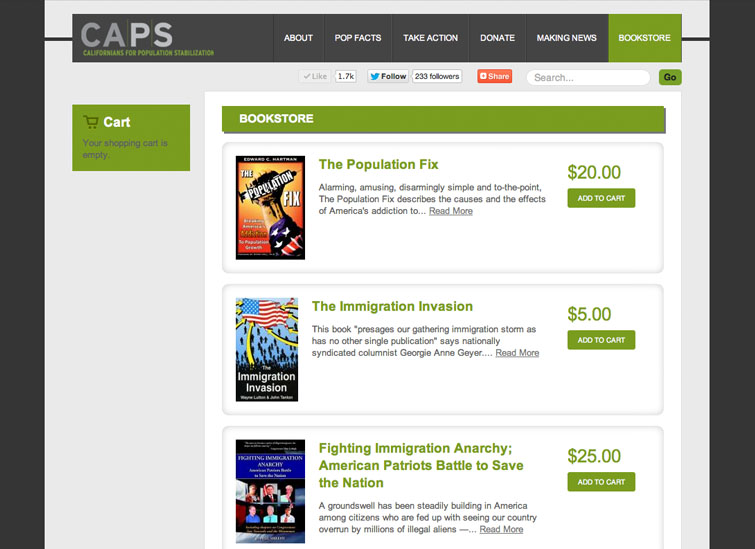 CAPS
CALIFORNIANS FOR POPULATION STABILIZATION
ABOUT
POP FACTS
TAKE ACTION
DONATE
MAKING NEWS
BOOKSTORE
Like 1.7k
Follow 233 followers
Share
Search...
Go
Cart
Your shopping cart is
empty.
BOOKSTORE
EDWARD C. HARTMAN
THE
POPULATION
FIX
Breaking
America's
Addiction
To Population
Growth
The Population Fix
Alarming, amusing, disarmingly simple and to-the-point,
The Population Fix describes the causes and the effects
of America's addiction to... Read More
$20.00
ADD TO CART
The
Immigration
Invasion
Wayne Lutton & John Tanton
The Immigration Invasion
This book "presages our gathering immigration storm as
has no other single publication" says nationally
syndicated columnist Georgie Anne Geyer.... Read More
$5.00
ADD TO CART
FIGHTING IMMIGRATION
ANARCHY
American Patriots Battle
to Save the Nation
Fighting Immigration Anarchy;
American Patriots Battle to Save
the Nation
A groundswell has been steadily building in America
among citizens who are fed up with seeing our country
overrun by millions of illegal aliens —... Read More
$25.00
ADD TO CART